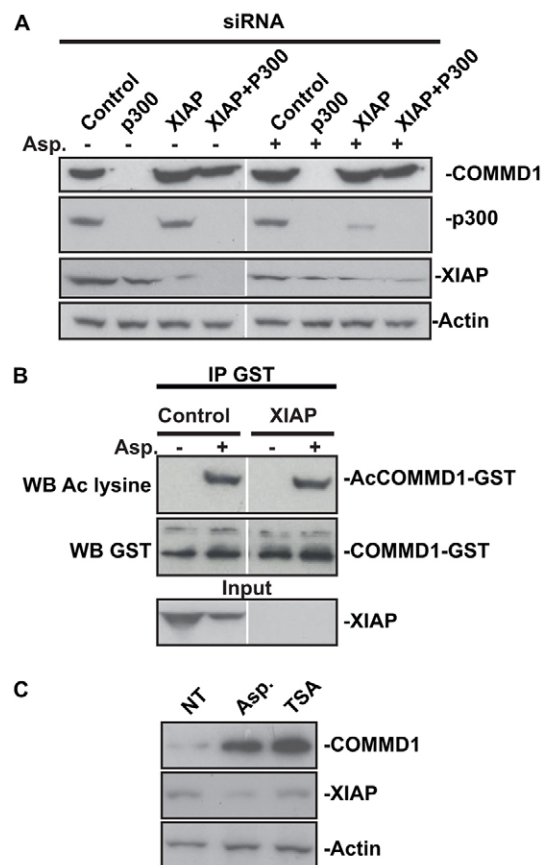 A
siRNA
Control p300 XIAP XIAP+P300 Control p300 XIAP XIAP+P300
Asp. - - - - + + + +
-COMMD1
-p300
-XIAP
-Actin
B
IP GST
Control XIAP
Asp. - + - +
WB Ac lysine -AcCOMMD1-GST
WB GST -COMMD1-GST
Input
-XIAP
C
NT Asp. TSA
-COMMD1
-XIAP
-Actin